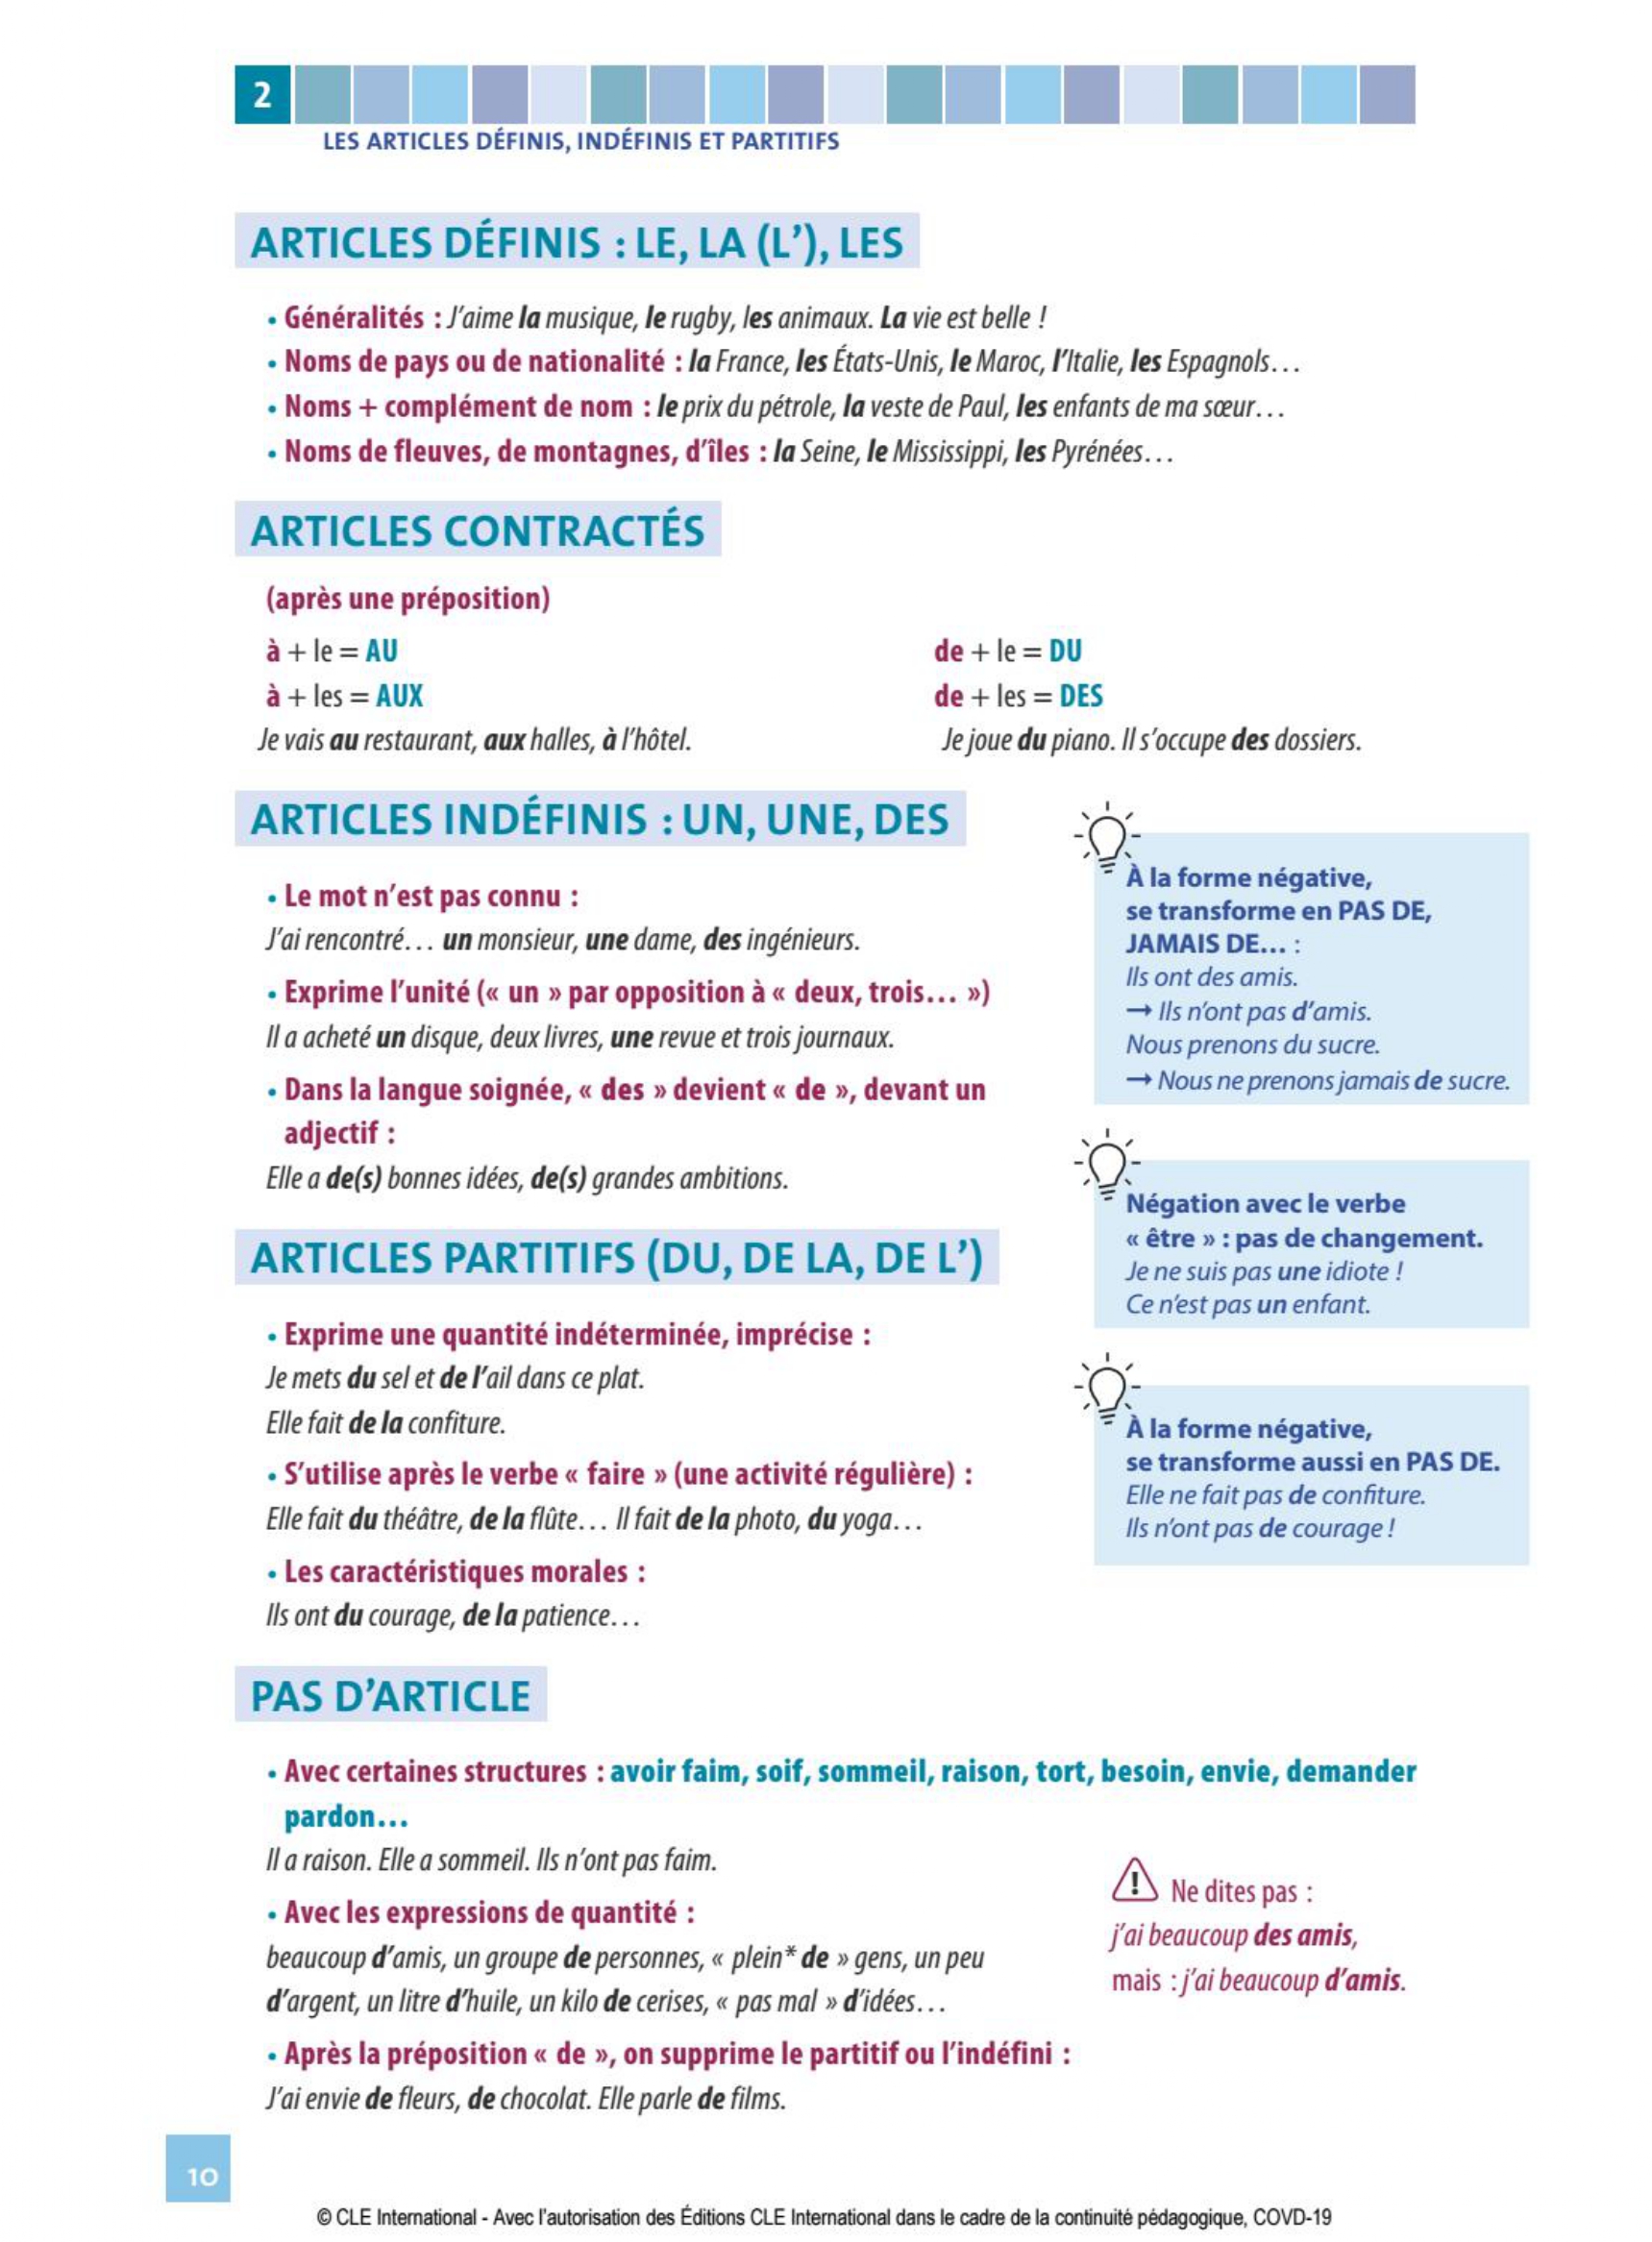 2
LES ARTICLES DÉFINIS, INDÉFINIS ET PARTITIFS
ARTICLES DÉFINIS : LE, LA (L’), LES
• Généralités : J’aime la musique, le rugby, les animaux. La vie est belle !
• Noms de pays ou de nationalité : la France, les États-Unis, le Maroc, l’Italie, les Espagnols…
• Noms + complément de nom : le prix du pétrole, la veste de Paul, les enfants de ma sœur…
• Noms de fleuves, de montagnes, d’îles : la Seine, le Mississippi, les Pyrénées…
ARTICLES CONTRACTÉS
(après une préposition)
à + le = AU
à + les = AUX
Je vais au restaurant, aux halles, à l’hôtel.
de + le = DU
de + les = DES
Je joue du piano. Il s’occupe des dossiers.
ARTICLES INDÉFINIS : UN, UNE, DES
• Le mot n’est pas connu :
J’ai rencontré… un monsieur, une dame, des ingénieurs.
• Exprime l’unité (« un » par opposition à « deux, trois… »)
Il a acheté un disque, deux livres, une revue et trois journaux.
• Dans la langue soignée, « des » devient « de », devant un
adjectif :
Elle a de(s) bonnes idées, de(s) grandes ambitions.
À la forme négative,
se transforme en PAS DE,
JAMAIS DE… :
Ils ont des amis.
→ Ils n’ont pas d’amis.
Nous prenons du sucre.
→ Nous ne prenons jamais de sucre.
Négation avec le verbe
« être » : pas de changement.
Je ne suis pas une idiote !
Ce n’est pas un enfant.
ARTICLES PARTITIFS (DU, DE LA, DE L’)
• Exprime une quantité indéterminée, imprécise :
Je mets du sel et de l’ail dans ce plat.
Elle fait de la confiture.
• S’utilise après le verbe « faire » (une activité régulière) :
Elle fait du théâtre, de la flûte… Il fait de la photo, du yoga…
• Les caractéristiques morales :
Ils ont du courage, de la patience…
À la forme négative,
se transforme aussi en PAS DE.
Elle ne fait pas de confiture.
Ils n’ont pas de courage !
PAS D’ARTICLE
• Avec certaines structures : avoir faim, soif, sommeil, raison, tort, besoin, envie, demander
pardon…
Il a raison. Elle a sommeil. Ils n’ont pas faim.
• Avec les expressions de quantité :
beaucoup d’amis, un groupe de personnes, « plein* de » gens, un peu
d’argent, un litre d’huile, un kilo de cerises, « pas mal » d’idées…
• Après la préposition « de », on supprime le partitif ou l’indéfini :
J’ai envie de fleurs, de chocolat. Elle parle de films.
! Ne dites pas :
j’ai beaucoup des amis,
mais : j’ai beaucoup d’amis.
10
© CLE International - Avec l’autorisation des Éditions CLE International dans le cadre de la continuité pédagogique, COVD-19